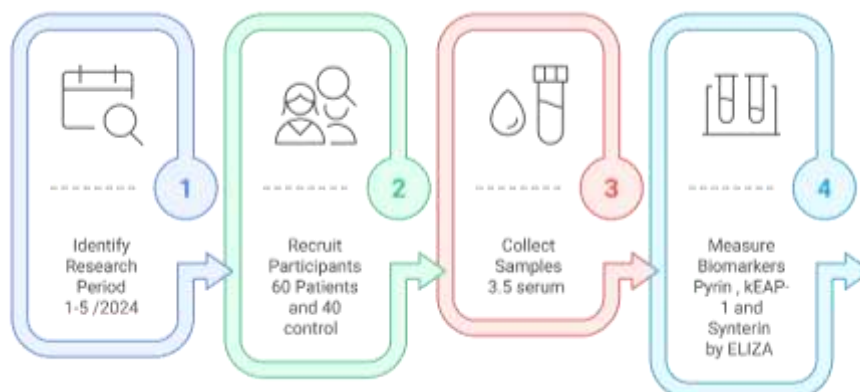 1
Identify
Research
Period
1-5 /2024
2
Recruit
Participants
60 Patients
and 40
control
3
Collect
Samples
3.5 serum
4
Measure
Biomarkers
Pyrin , kEAP-
1 and
Synterin
by ELIZA